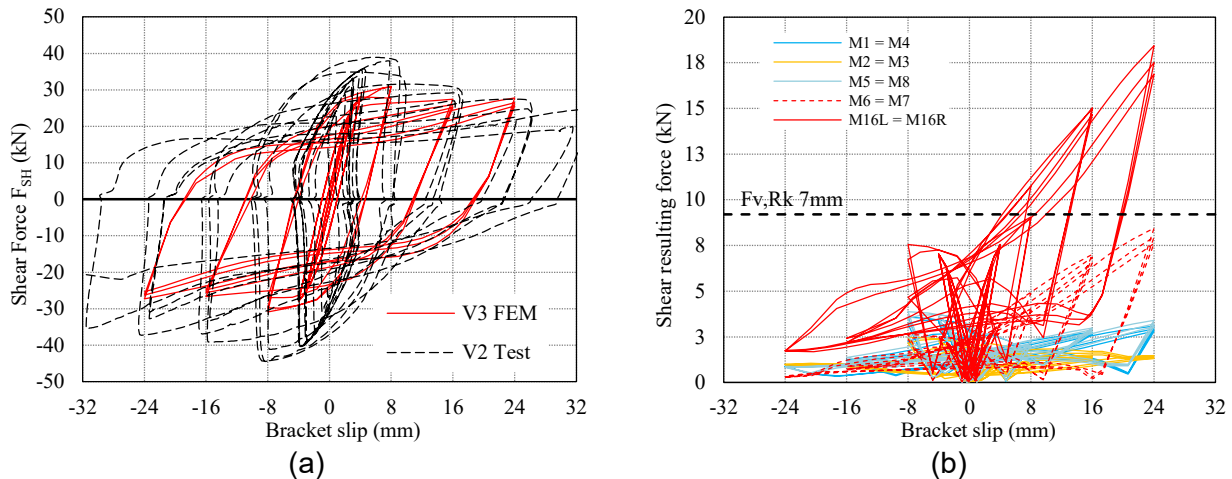 50
40
30
20
10
0
-10
-20
-30
-40
-50
Shear Force FSH (kN)
V3 FEM
V2 Test
-32 -24 -16 -8 0 8 16 24 32
Bracket slip (mm)
(a)
20
18
15
13
10
8
5
3
0
Shear resulting force (kN)
M1 = M4
M2 = M3
M5 = M8
M6 = M7
M16L = M16R
Fv,Rk 7mm
-32 -24 -16 -8 0 8 16 24 32
Bracket slip (mm)
(b)